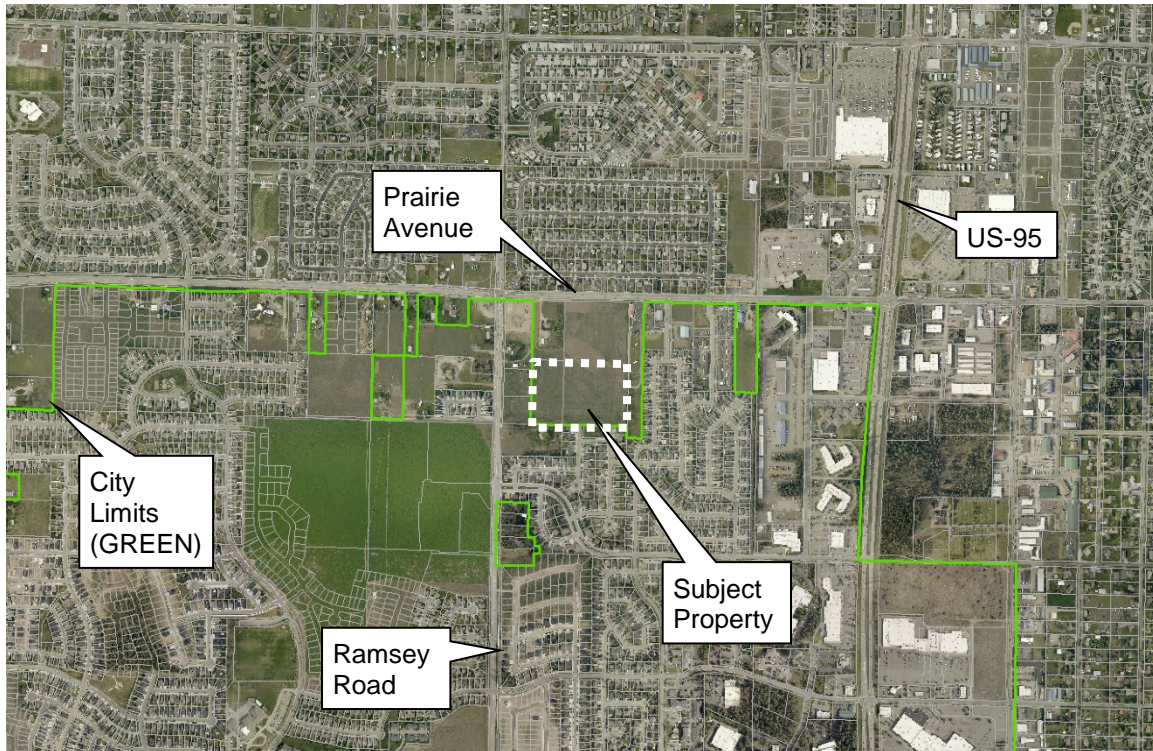 Prairie
Avenue
US-95
City
Limits
(GREEN)
Subject
Property
Ramsey
Road